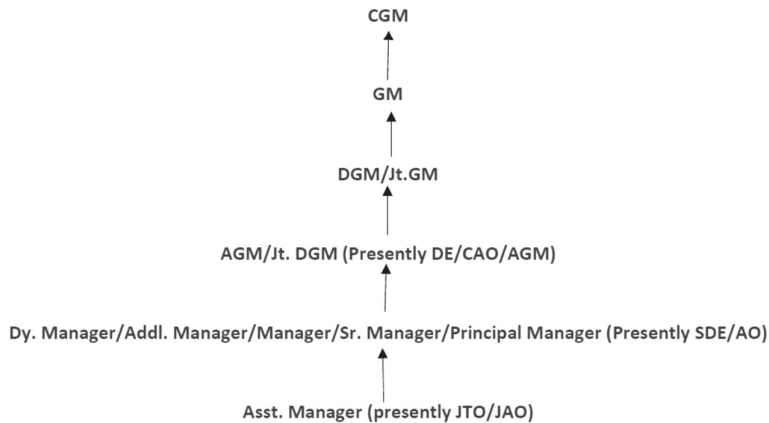 CGM
GM
DGM/Jt.GM
AGM/Jt. DGM (Presently DE/CAO/AGM)
Dy. Manager/Addl. Manager/Manager/Sr. Manager/Principal Manager (Presently SDE/AO)
Asst. Manager (presently JTO/JAO)